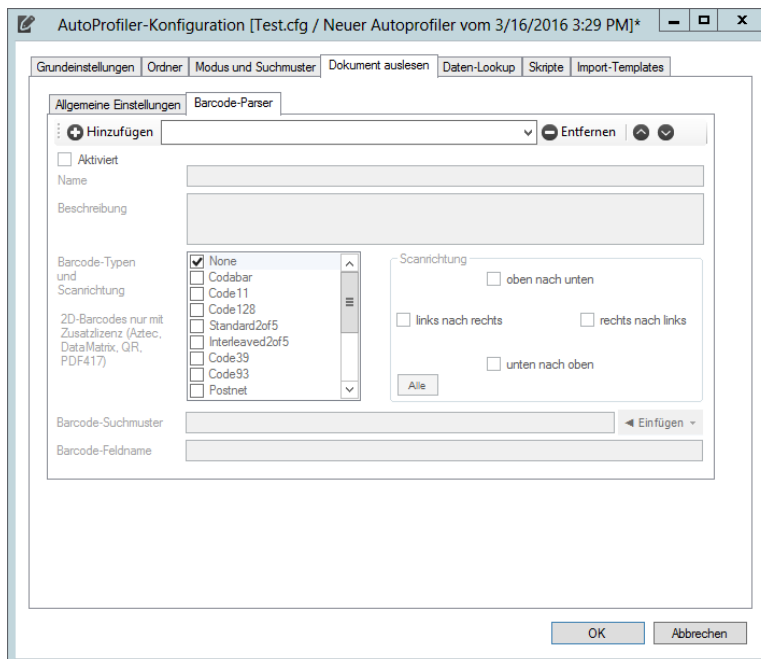 AutoProfiler-Konfiguration [Test.cfg / Neuer Autoprofiler vom 3/16/2016 3:29 PM]*
Grundeinstellungen Ordner Modus und Suchmuster Dokument auslesen Daten-Lookup Skripte Import-Templates
Allgemeine Einstellungen Barcode-Parser
Hinzufügen Entfernen
Aktiviert
Name
Beschreibung
Barcode-Typen
und
Scanrichtung
2D-Barcodes nur mit
Zusatzlizenz (Aztec,
DataMatrix, QR,
PDF417)
None
Codabar
Code11
Code128
Standard2of5
Interleaved2of5
Code39
Code93
Postnet
Scanrichtung
oben nach unten
links nach rechts rechts nach links
unten nach oben
Alle
Barcode-Suchmuster Einfügen
Barcode-Feldname
OK Abbrechen